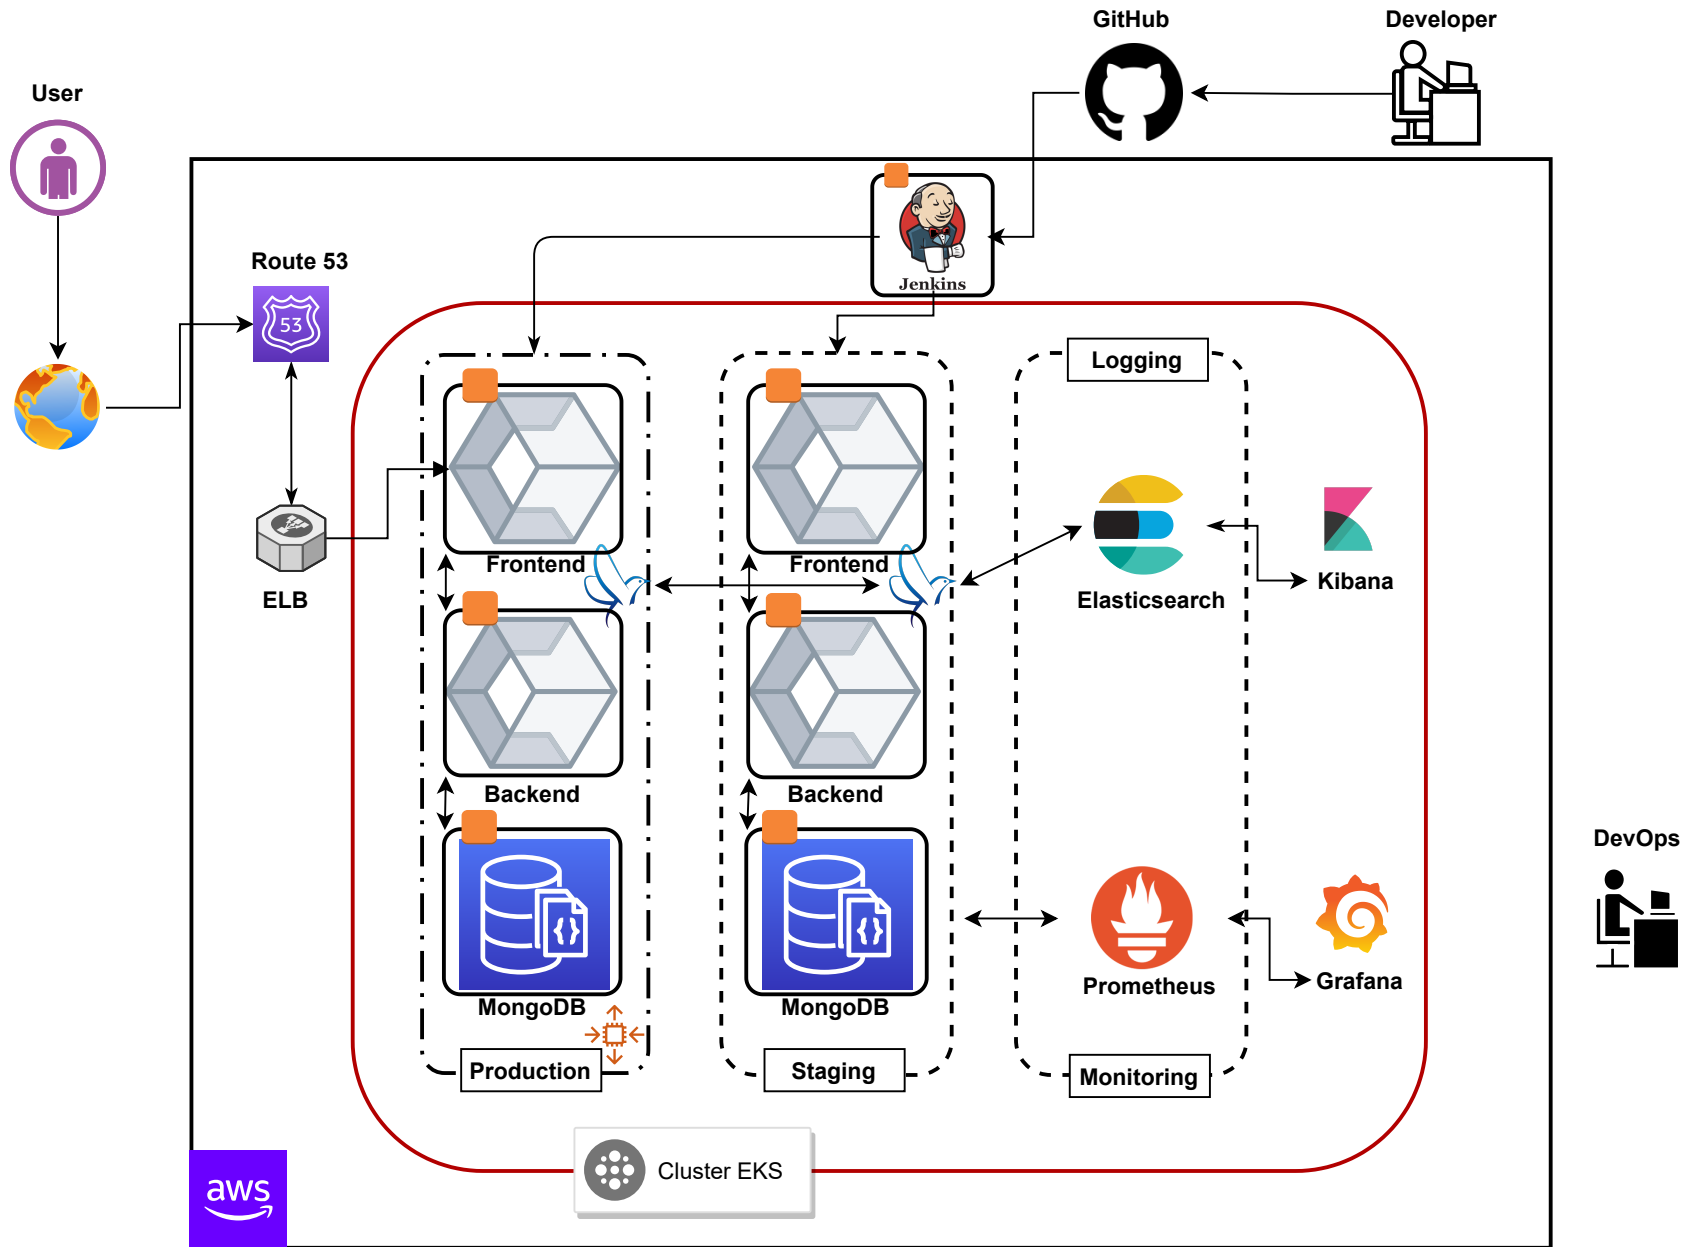 GitHub
Developer
User
Jenkins
Route 53
53
Logging
Frontend
Frontend
ELB
Elasticsearch
Kibana
Backend
Backend
DevOps
{}
{}
Prometheus
Grafana
MongoDB
MongoDB
Production
Staging
Monitoring
Cluster EKS
aws